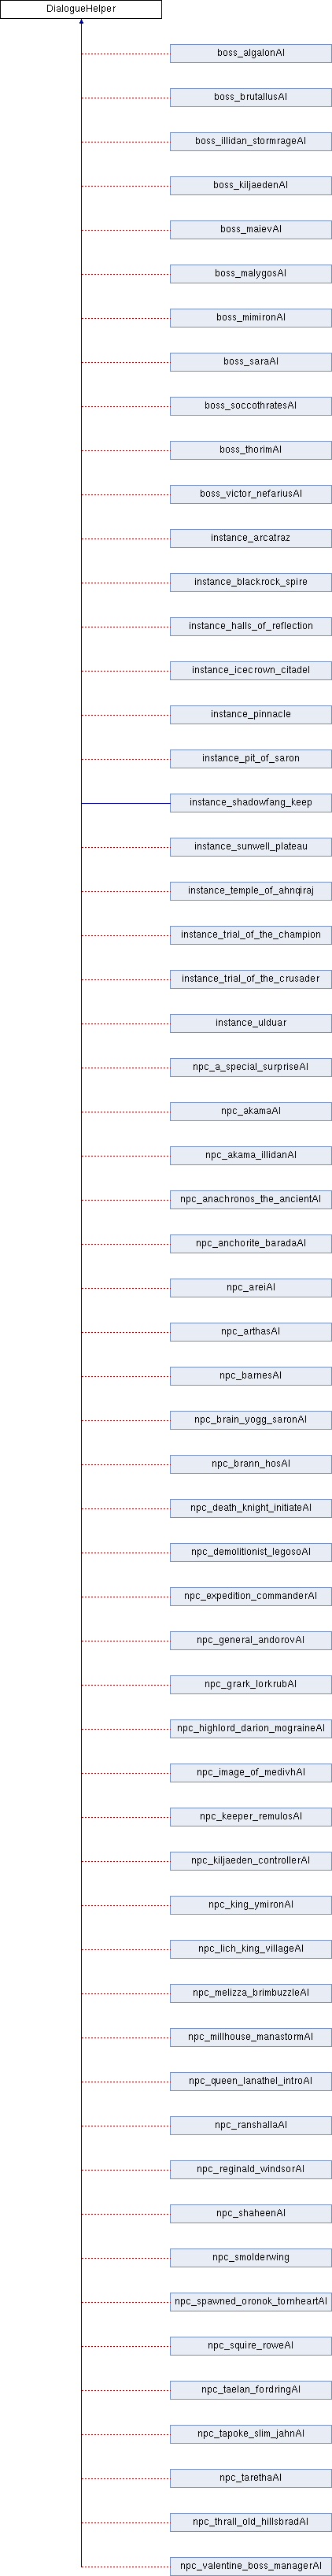 DialogueHelper
boss_algalonAI
boss_brutallusAI
boss_illidan_stormrageAI
boss_kiljaedenAI
boss_maievAI
boss_malygosAI
boss_mimironAI
boss_saraAI
boss_soccothratesAI
boss_thorimAI
boss_victor_nefariusAI
instance_arcatraz
instance_blackrock_spire
instance_halls_of_reflection
instance_icecrown_citadel
instance_pinnacle
instance_pit_of_saron
instance_shadowfang_keep
instance_sunwell_plateau
instance_temple_of_ahnqiraj
instance_trial_of_the_champion
instance_trial_of_the_crusader
instance_ulduar
npc_a_special_surpriseAI
npc_akamaAI
npc_akama_illidanAI
npc_anachronos_the_ancientAI
npc_anchorite_baradaAI
npc_areiAI
npc_arthasAI
npc_barnesAI
npc_brain_yogg_saronAI
npc_brann_hosAI
npc_death_knight_initiateAI
npc_demolitionist_legosoAI
npc_expedition_commanderAI
npc_general_andorovAI
npc_grark_lorkrubAI
npc_highlord_darion_mograineAI
npc_image_of_medivhAI
npc_keeper_remulosAI
npc_kiljaeden_controllerAI
npc_king_ymironAI
npc_lich_king_villageAI
npc_melizza_brimbuzzleAI
npc_millhouse_manastormAI
npc_queen_lanathel_introAI
npc_ranshallaAI
npc_reginald_windsorAI
npc_shaheenAI
npc_smolderwing
npc_spawned_oronok_tornheartAI
npc_squire_roweAI
npc_taelan_fordringAI
npc_tapoke_slim_jahnAI
npc_tarethaAI
npc_thrall_old_hillsbradAI
npc_valentine_boss_managerAI